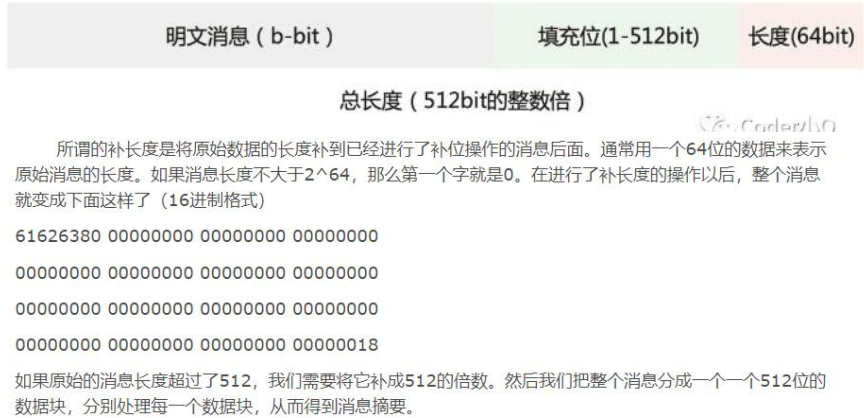 明文消息（b-bit）
填充位(1-512bit)
长度(64bit)
总长度（512bit的整数倍）
所谓的补长度是将原始数据的长度补到已经进行了补位操作的消息后面。通常用一个64位的数据来表示
原始消息的长度。如果消息长度不大于2^64，那么第一个字就是0。在进行了补长度的操作以后，整个消息
就变成下面这样了（16进制格式）
61626380 00000000 00000000 00000000
00000000 00000000 00000000 00000000
00000000 00000000 00000000 00000000
00000000 00000000 00000000 00000018
如果原始的消息长度超过了512，我们需要将它补成512的倍数。然后我们把整个消息分成一个一个512位的
数据块，分别处理每一个数据块，从而得到消息摘要。